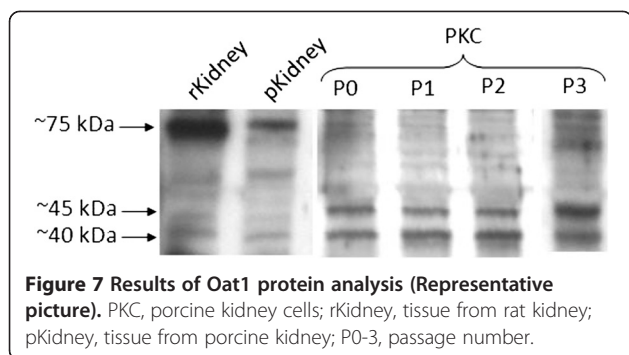 PKC
rKidney
pKidney
P0 P1 P2 P3
~75 kDa
~45 kDa
~40 kDa
Figure 7 Results of Oat1 protein analysis (Representative
picture). PKC, porcine kidney cells; rKidney, tissue from rat kidney;
pKidney, tissue from porcine kidney; P0-3, passage number.